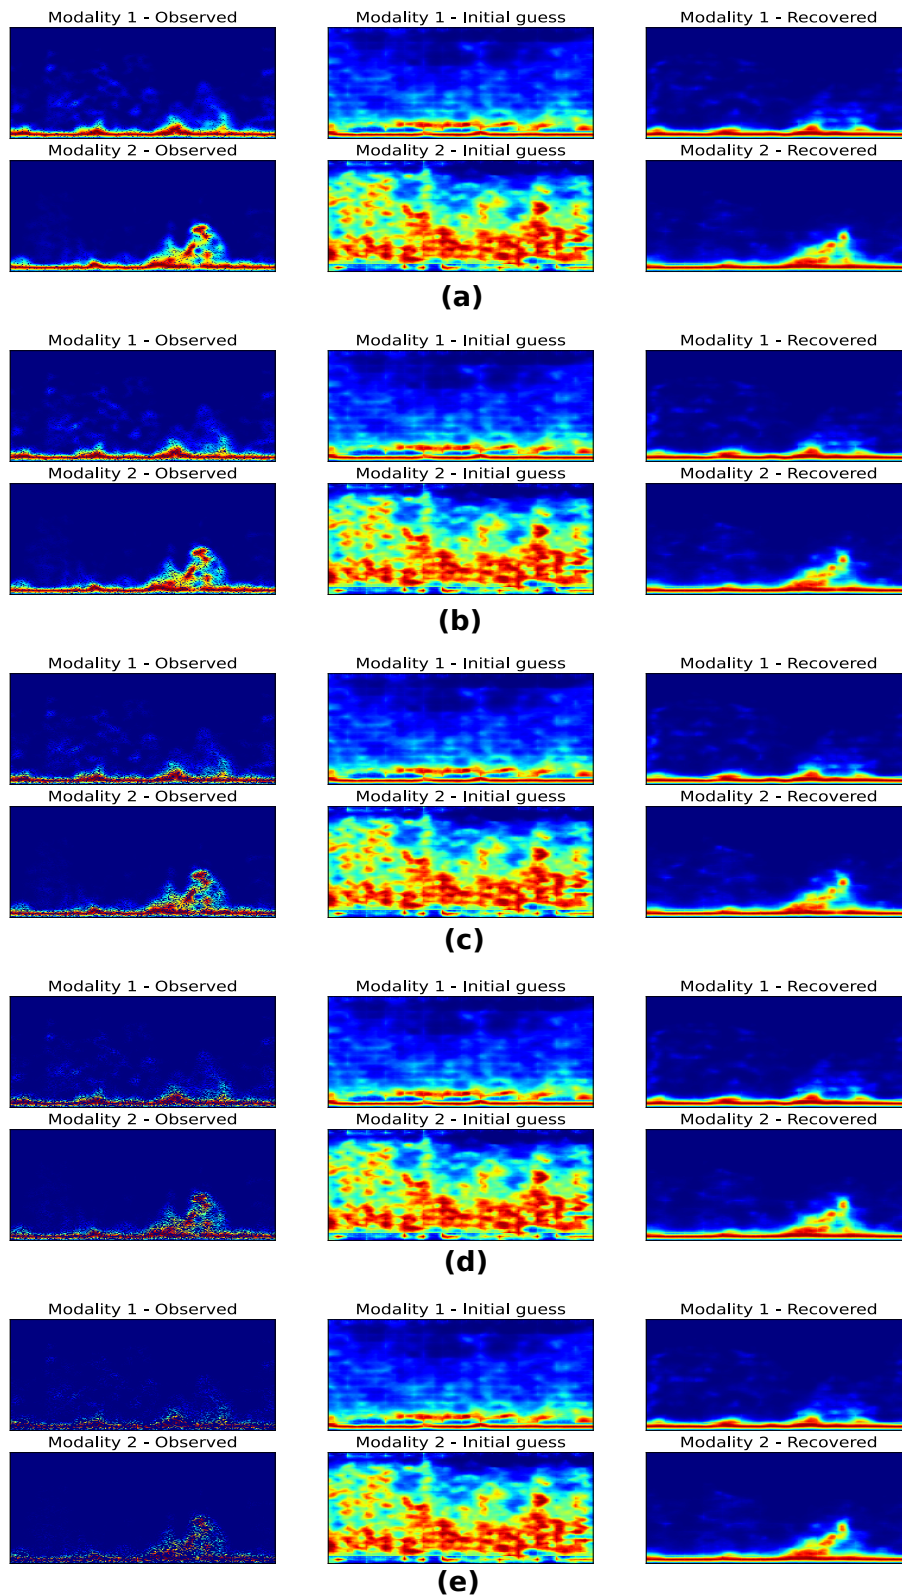 Modality 1 - Observed Modality 1 - Initial guess Modality 1 - Recovered
Modality 2 - Observed Modality 2 - Initial guess Modality 2 - Recovered
(a)
Modality 1 - Observed Modality 1 - Initial guess Modality 1 - Recovered
Modality 2 - Observed Modality 2 - Initial guess Modality 2 - Recovered
(b)
Modality 1 - Observed Modality 1 - Initial guess Modality 1 - Recovered
Modality 2 - Observed Modality 2 - Initial guess Modality 2 - Recovered
(c)
Modality 1 - Observed Modality 1 - Initial guess Modality 1 - Recovered
Modality 2 - Observed Modality 2 - Initial guess Modality 2 - Recovered
(d)
Modality 1 - Observed Modality 1 - Initial guess Modality 1 - Recovered
Modality 2 - Observed Modality 2 - Initial guess Modality 2 - Recovered
(e)